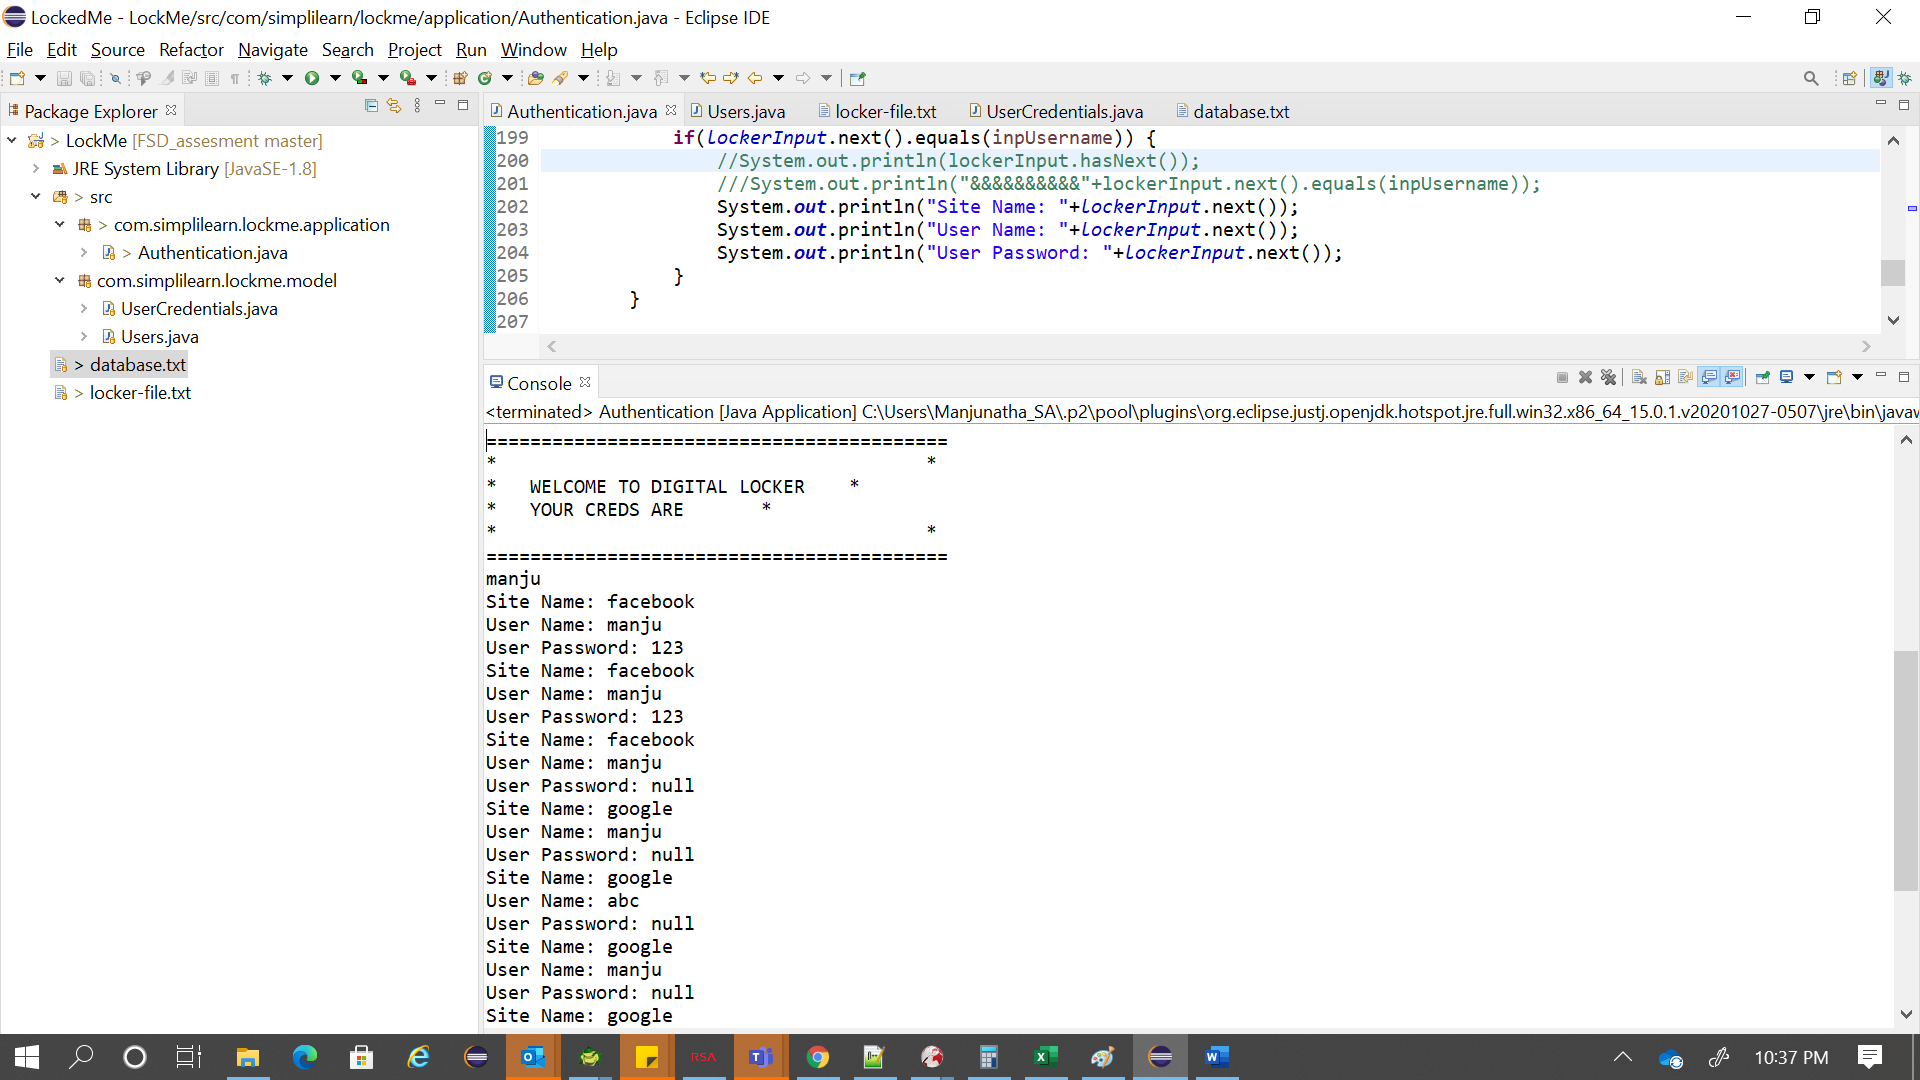 LockedMe - LockMe/src/com/simplilearn/lockme/application/Authentication.java - Eclipse IDE
File Edit Source Refactor Navigate Search Project Run Window Help
Package Explorer
> LockMe [FSD_assesment master]
JRE System Library [JavaSE-1.8]
> src
> com.simplilearn.lockme.application
> Authentication.java
com.simplilearn.lockme.model
UserCredentials.java
Users.java
> database.txt
> locker-file.txt
Authentication.java Users.java locker-file.txt UserCredentials.java database.txt
199 if(lockerInput.next().equals(inpUsername)) {
200 //System.out.println(lockerInput.hasNext());
201 ///System.out.println("&&&&&&&&&&"+lockerInput.next().equals(inpUsername));
202 System.out.println("Site Name: "+lockerInput.next());
203 System.out.println("User Name: "+lockerInput.next());
204 System.out.println("User Password: "+lockerInput.next());
205 }
206 }
207
Console
<terminated> Authentication [Java Application] C:\Users\Manjunatha_SA\.p2\pool\plugins\org.eclipse.justj.openjdk.hotspot.jre.full.win32.x86_64_15.0.1.v20201027-0507\jre\bin\javaw
==========================================
* *
* WELCOME TO DIGITAL LOCKER *
* YOUR CREDS ARE *
* *
==========================================
manju
Site Name: facebook
User Name: manju
User Password: 123
Site Name: facebook
User Name: manju
User Password: 123
Site Name: facebook
User Name: manju
User Password: null
Site Name: google
User Name: manju
User Password: null
Site Name: google
User Name: abc
User Password: null
Site Name: google
User Name: manju
User Password: null
Site Name: google
RSA
10:37 PM